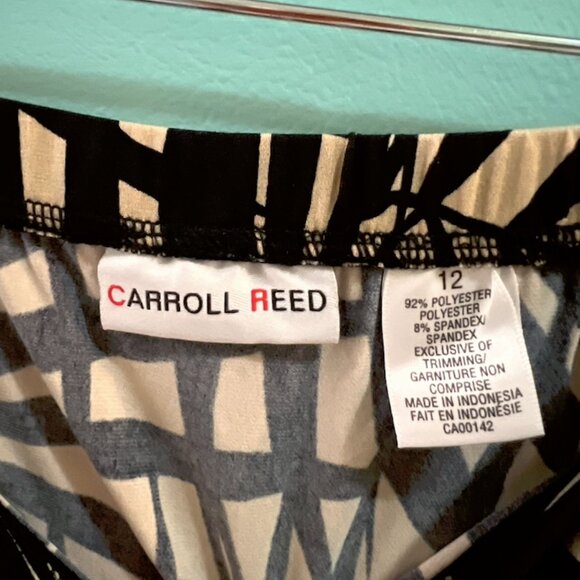 CARROLL REED
12
92% POLYESTER/
POLYESTER
8% SPANDEX/
SPANDEX
EXCLUSIVE OF
TRIMMING/
GARNITURE NON
COMPRISE
MADE IN INDONESIA
FAIT EN INDONÉSIE
CA00142